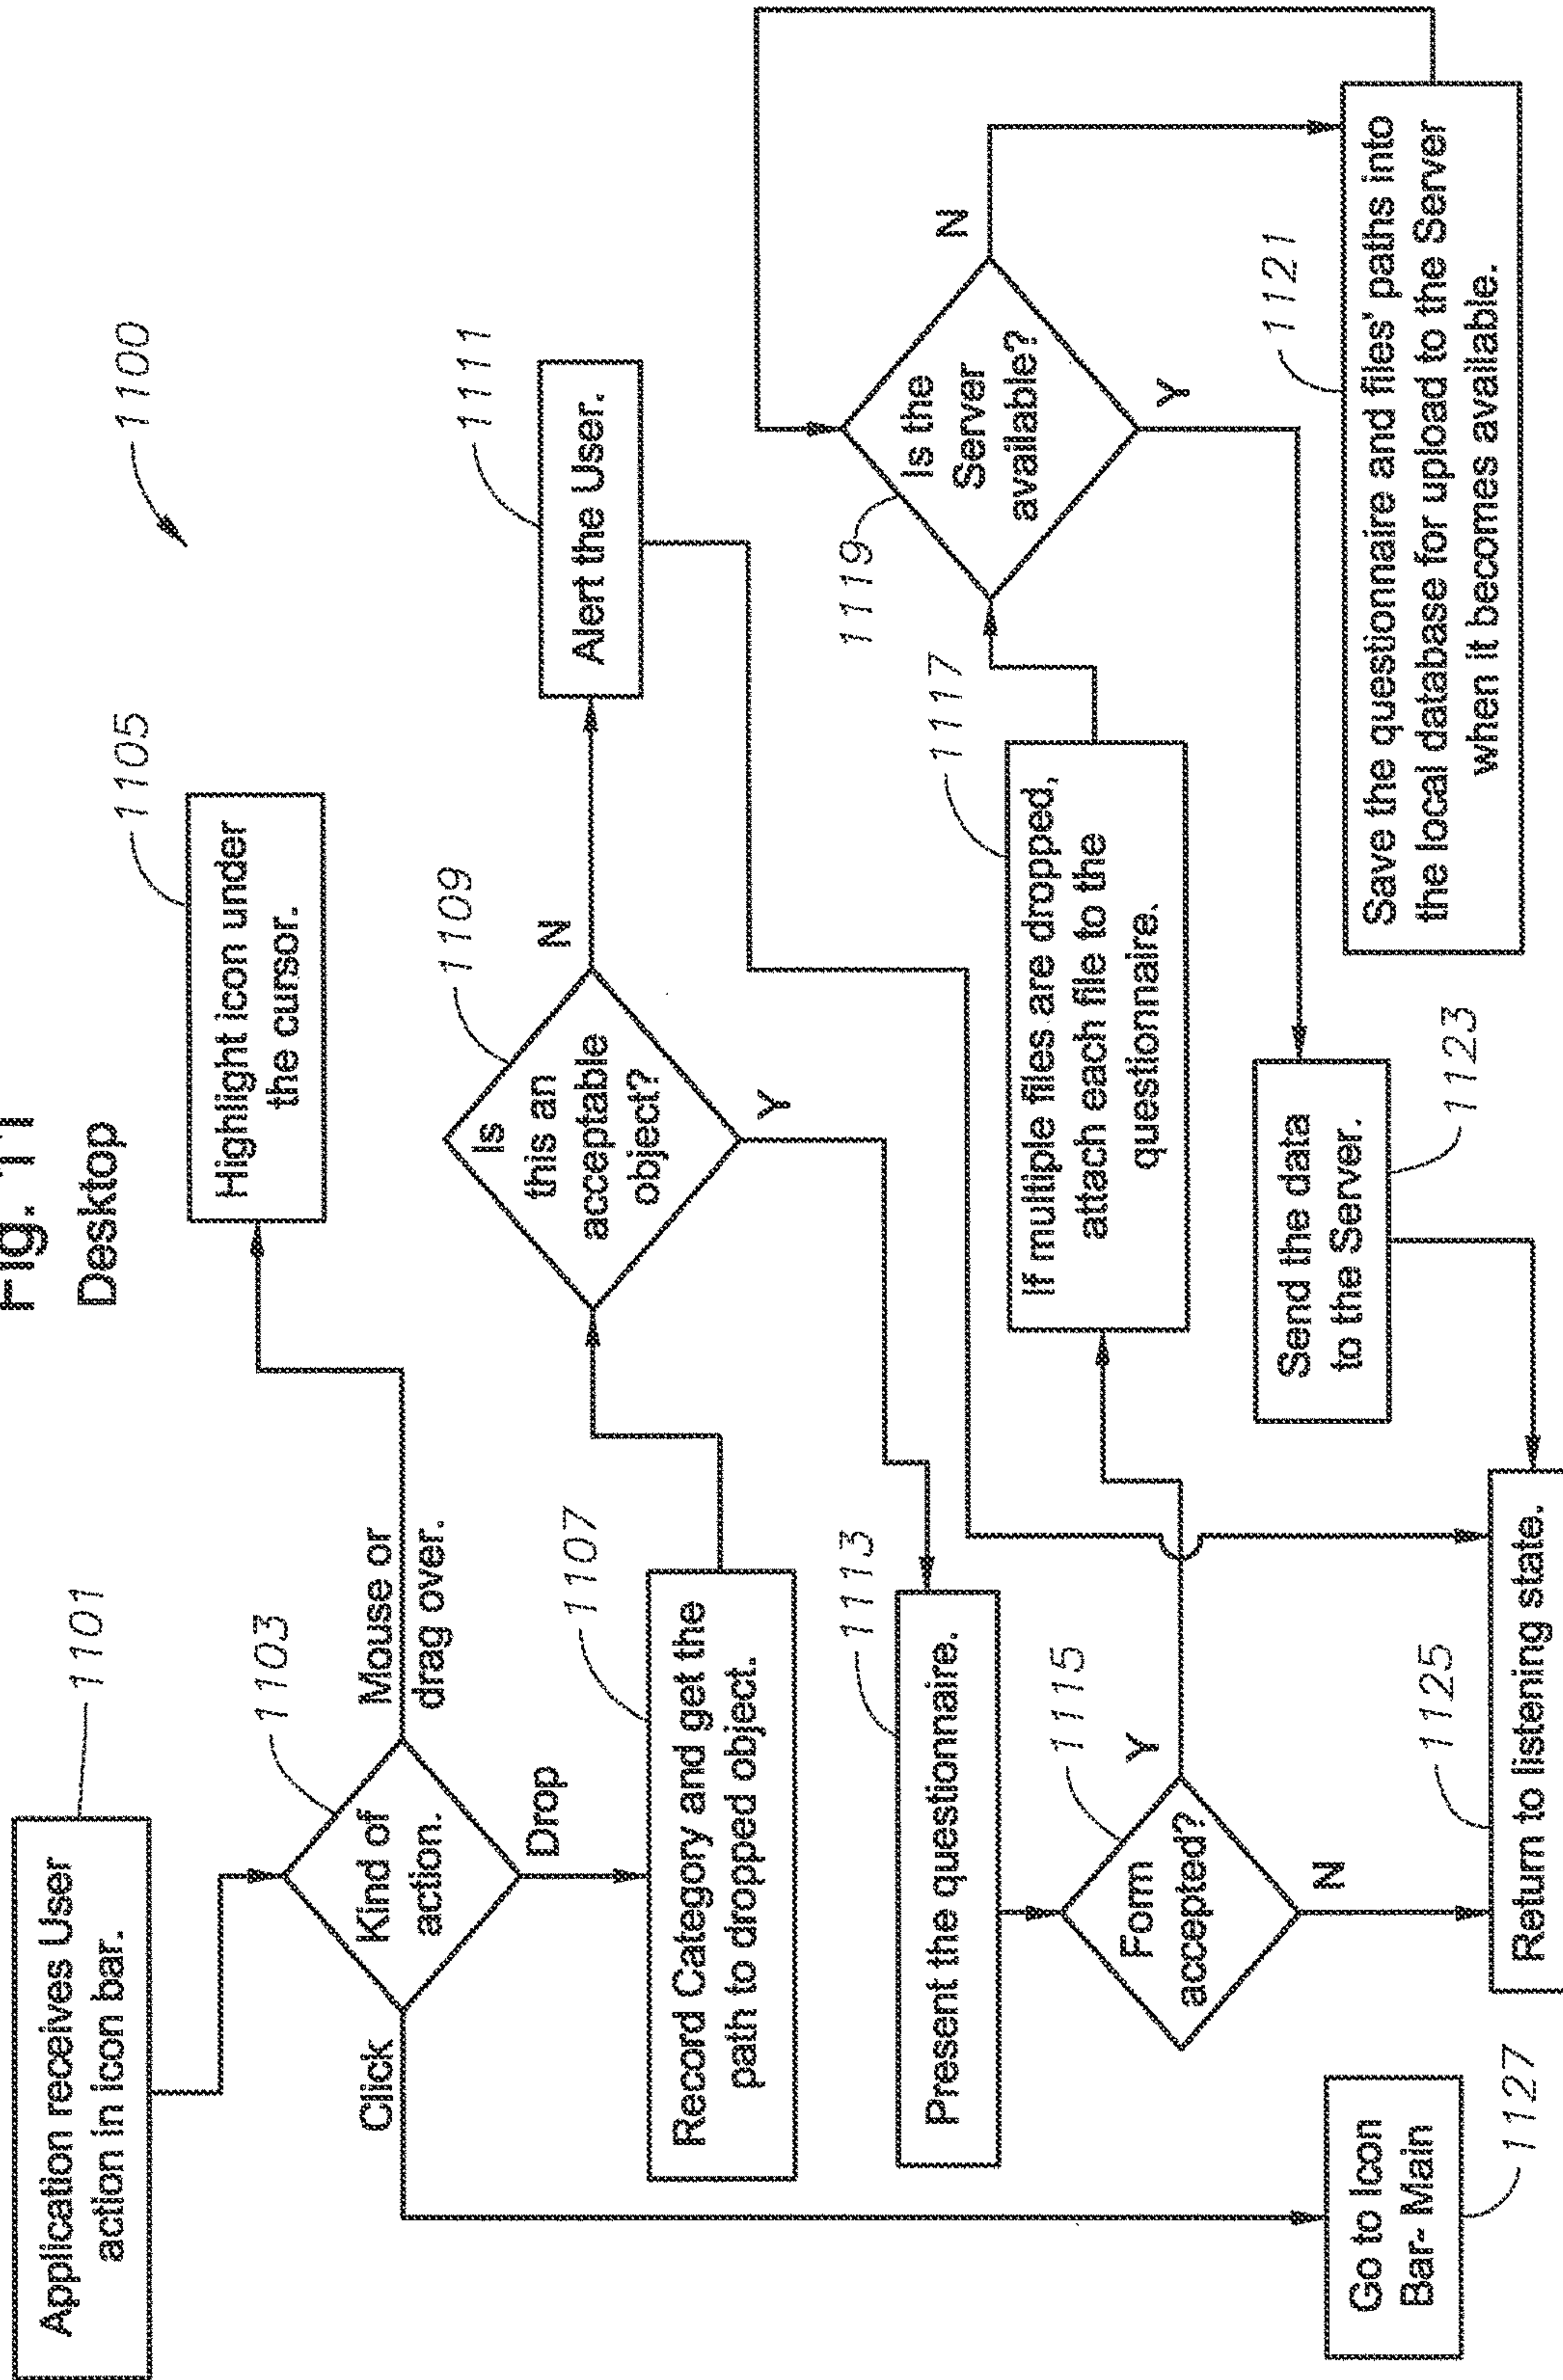 Fig. 11
Desktop
1100
Application receives User
action in icon bar.
1101
Kind of
action.
1103
Click
Drop
Mouse or
drag over.
Highlight icon under
the cursor.
1105
Record Category and get the
path to dropped object.
1107
Is
this an
acceptable
object?
1109
N
Y
Alert the User.
1111
Present the questionnaire.
1113
Form
accepted?
1115
Y
N
If multiple files are dropped,
attach each file to the
questionnaire.
1117
Is the
Server
available?
1119
N
Y
Save the questionnaire and files' paths into
the local database for upload to the Server
when it becomes available.
1121
Send the data
to the Server.
1123
Return to listening state.
1125
Go to Icon
Bar- Main
1127